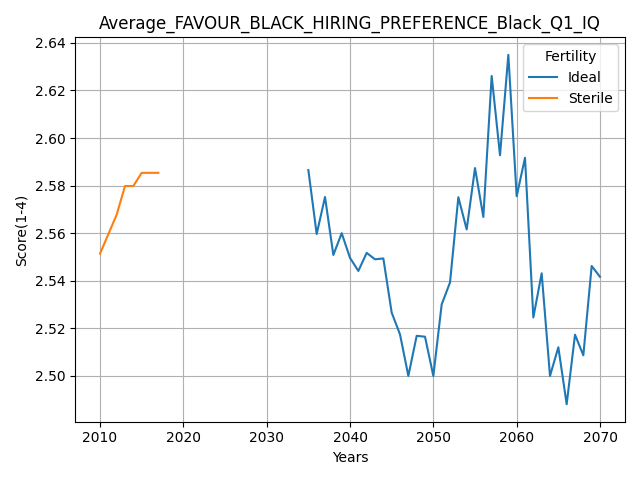 Average_FAVOUR_BLACK_HIRING_PREFERENCE_Black_Q1_IQ
Fertility
Ideal
Sterile
Score(1-4)
2.64
2.62
2.60
2.58
2.56
2.54
2.52
2.50
2010 2020 2030 2040 2050 2060 2070
Years